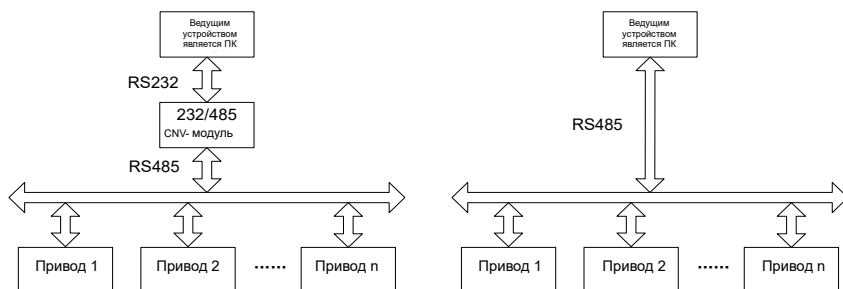 Ведущим
устройством
является ПК
RS232
232/485
CNV- модуль
RS485
Привод 1
Привод 2
......
Привод n
Ведущим
устройством
является ПК
RS485
Привод 1
Привод 2
......
Привод n